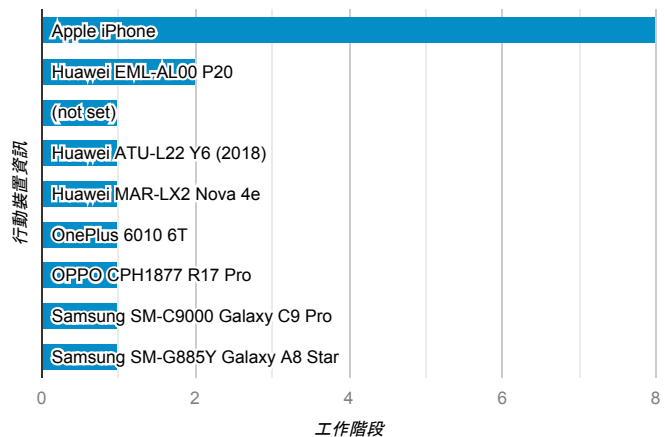 Apple iPhone
Huawei EML-AL00 P20
(not set)
Huawei ATU-L22 Y6 (2018)
Huawei MAR-LX2 Nova 4e
OnePlus 6010 6T
OPPO CPH1877 R17 Pro
Samsung SM-C9000 Galaxy C9 Pro
Samsung SM-G885Y Galaxy A8 Star
行動裝置資訊
0 2 4 6 8
工作階段